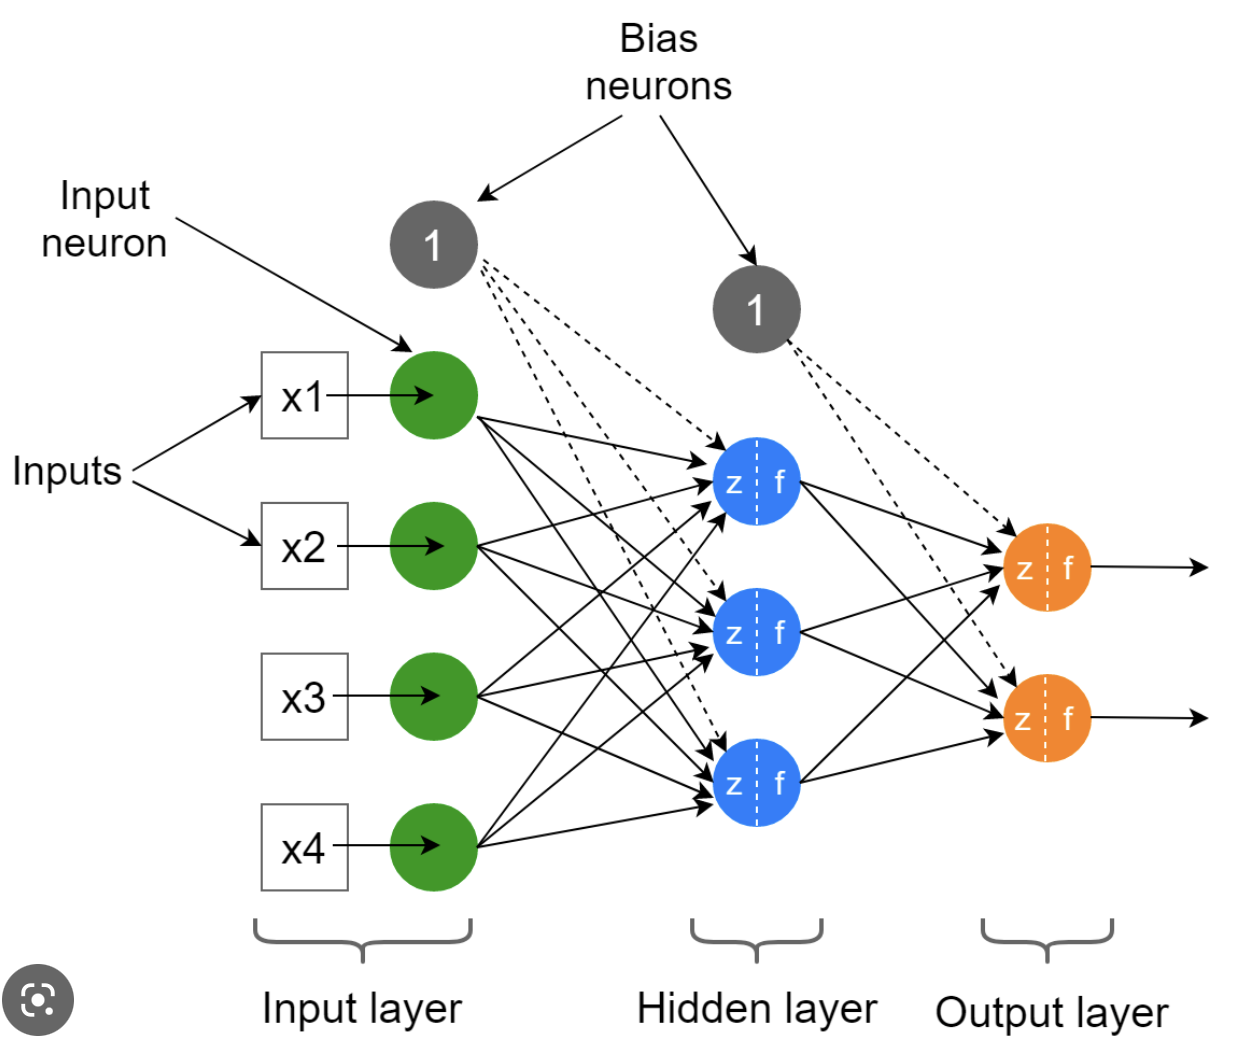 Bias
neurons
Input
neuron
1
1
x1
Inputs
z f
x2
z f
z f
x3
z f
z f
x4
Input layer
Hidden layer
Output layer